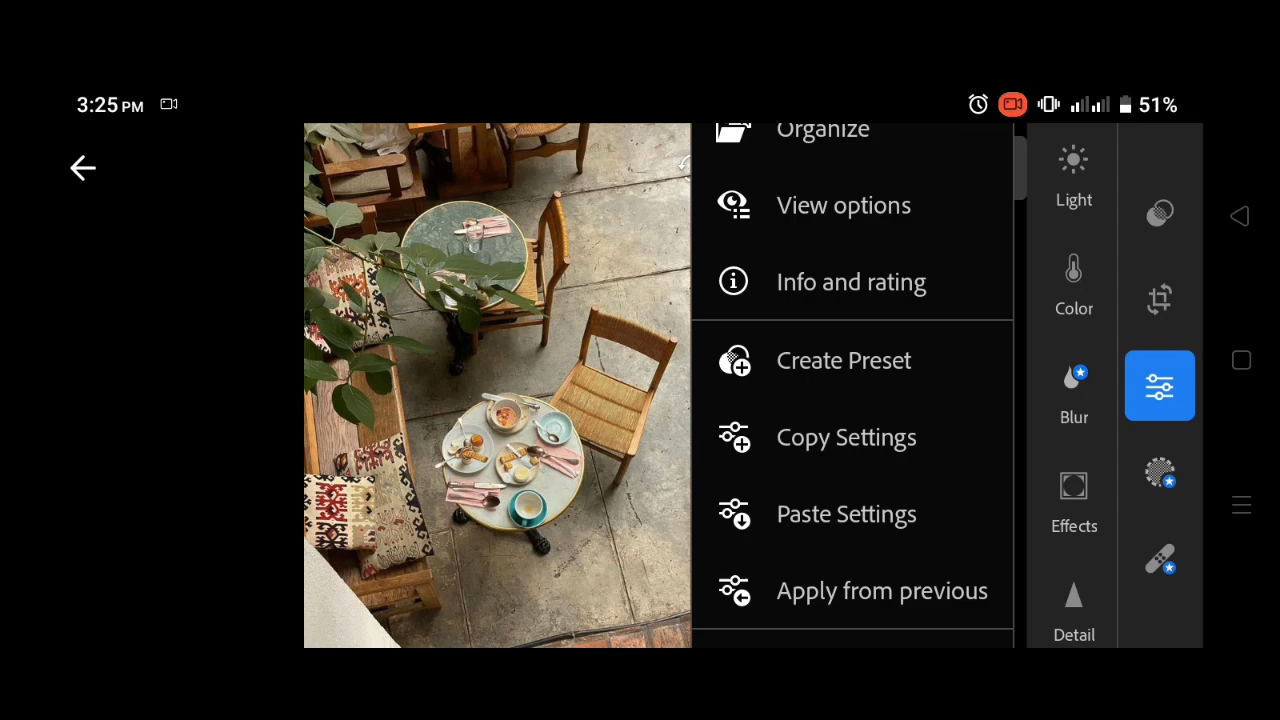 3:25 PM
51%
Organize
View options
Info and rating
Create Preset
Copy Settings
Paste Settings
Apply from previous
Light
Color
Blur
Effects
Detail